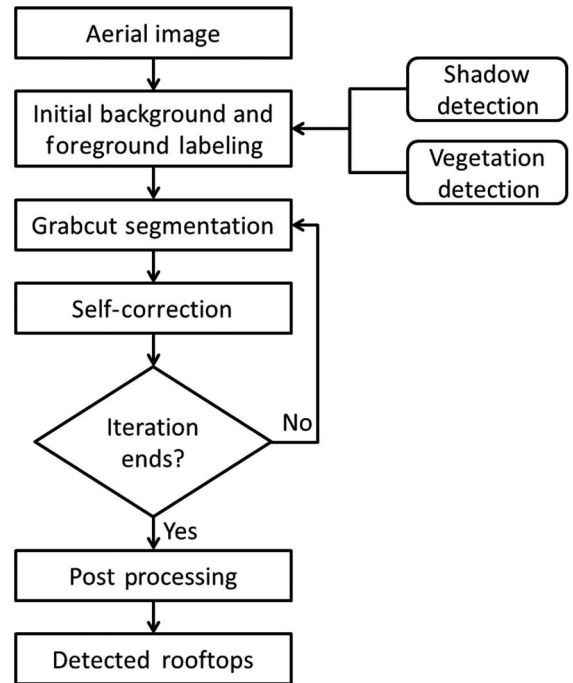 Aerial image
Shadow
detection
Initial background and
foreground labeling
Vegetation
detection
Grabcut segmentation
Self-correction
Iteration
ends?
No
Yes
Post processing
Detected rooftops